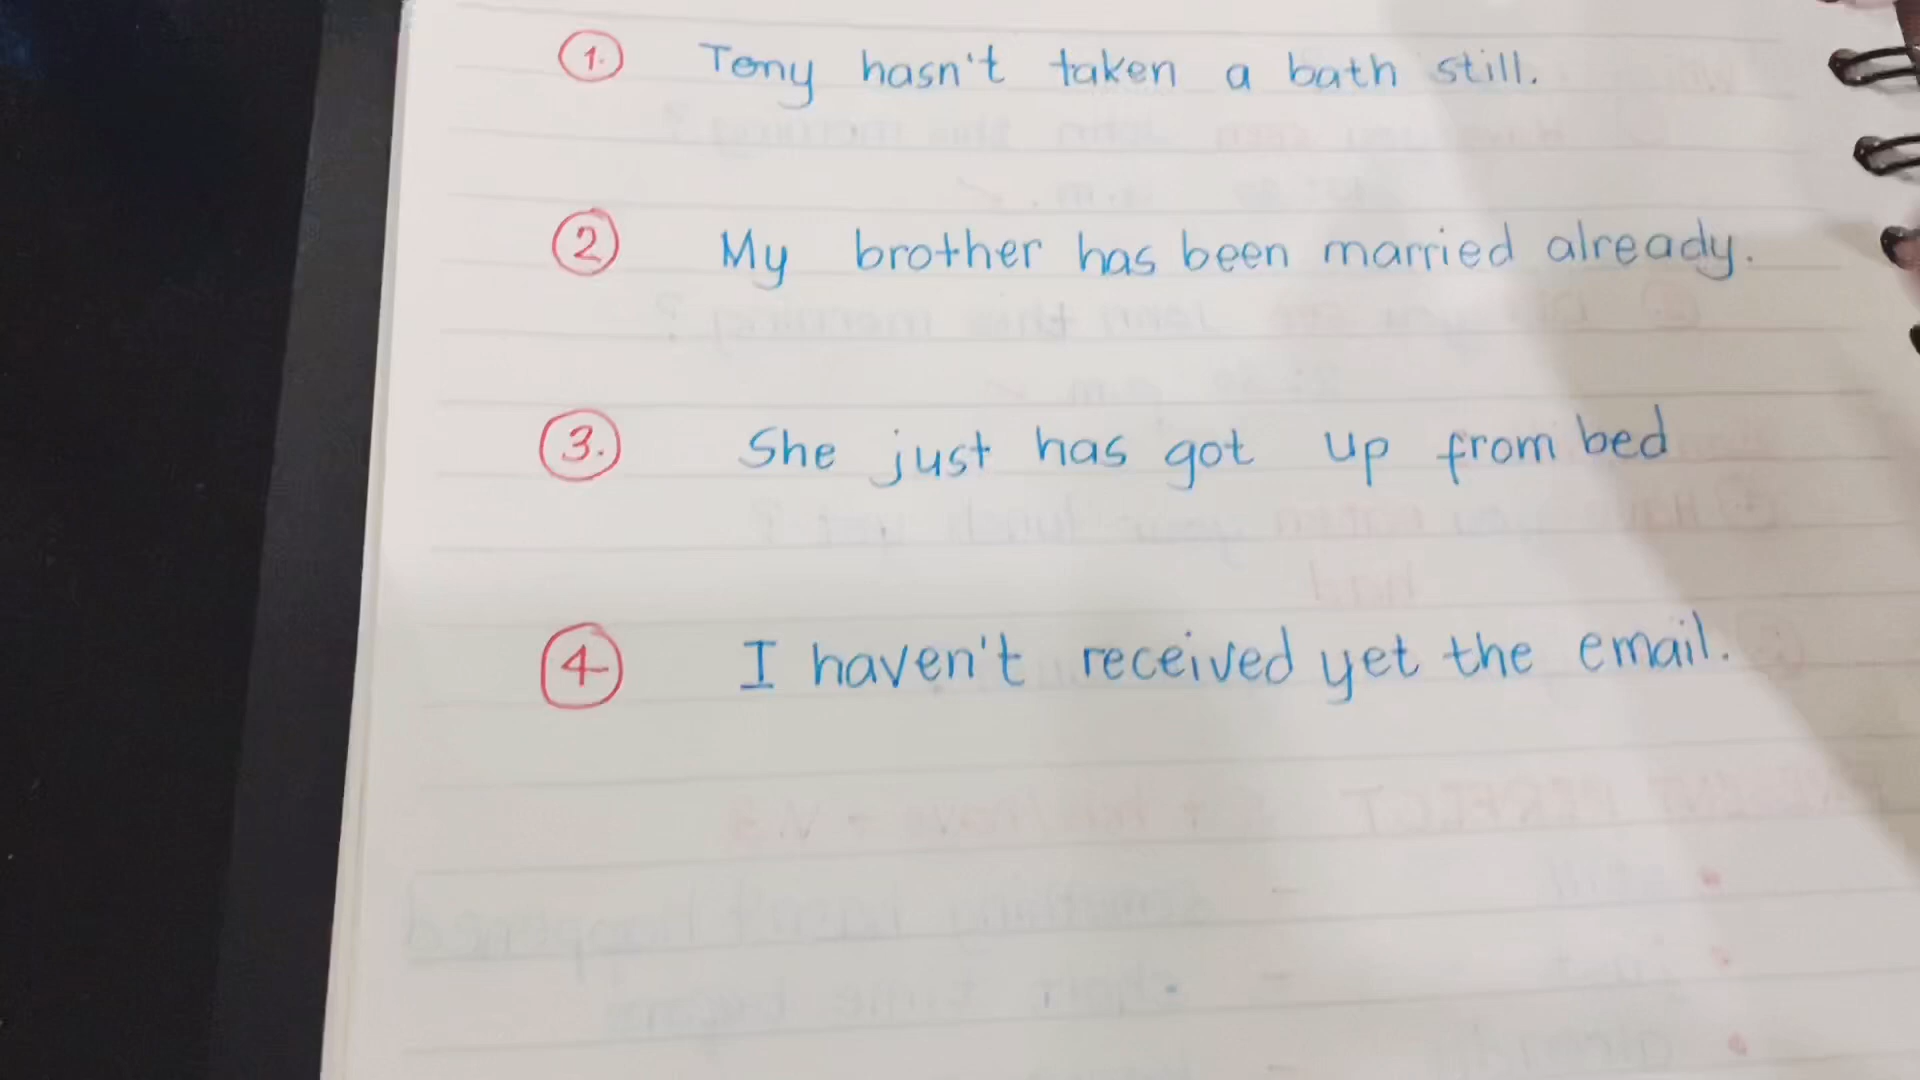 1. Tony hasn't taken a bath still.
2 My brother has been married already.
3. She just has got up from bed
4 I haven't received yet the email.